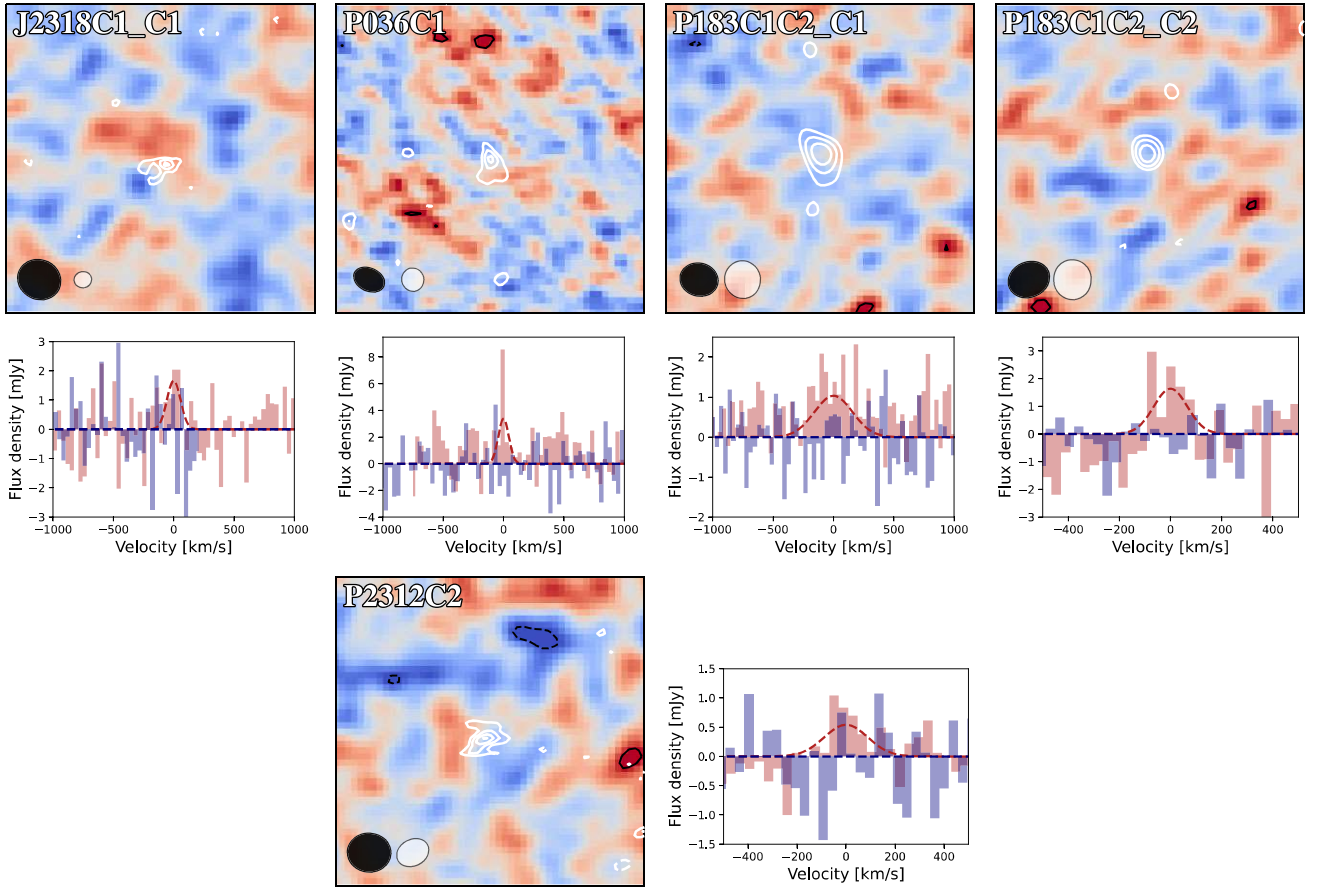 J2318C1_C1
P036C1
P183C1C2_C1
P183C1C2_C2
Flux density [mJy]
3
2
1
0
−1
−2
−3
−1000 −500 0 500 1000
Velocity [km/s]
Flux density [mJy]
8
6
4
2
0
−2
−4
−1000 −500 0 500 1000
Velocity [km/s]
Flux density [mJy]
2
1
0
−1
−2
−1000 −500 0 500 1000
Velocity [km/s]
Flux density [mJy]
3
2
1
0
−1
−2
−3
−400 −200 0 200 400
Velocity [km/s]
P2312C2
Flux density [mJy]
1.5
1.0
0.5
0.0
−0.5
−1.0
−1.5
−400 −200 0 200 400
Velocity [km/s]